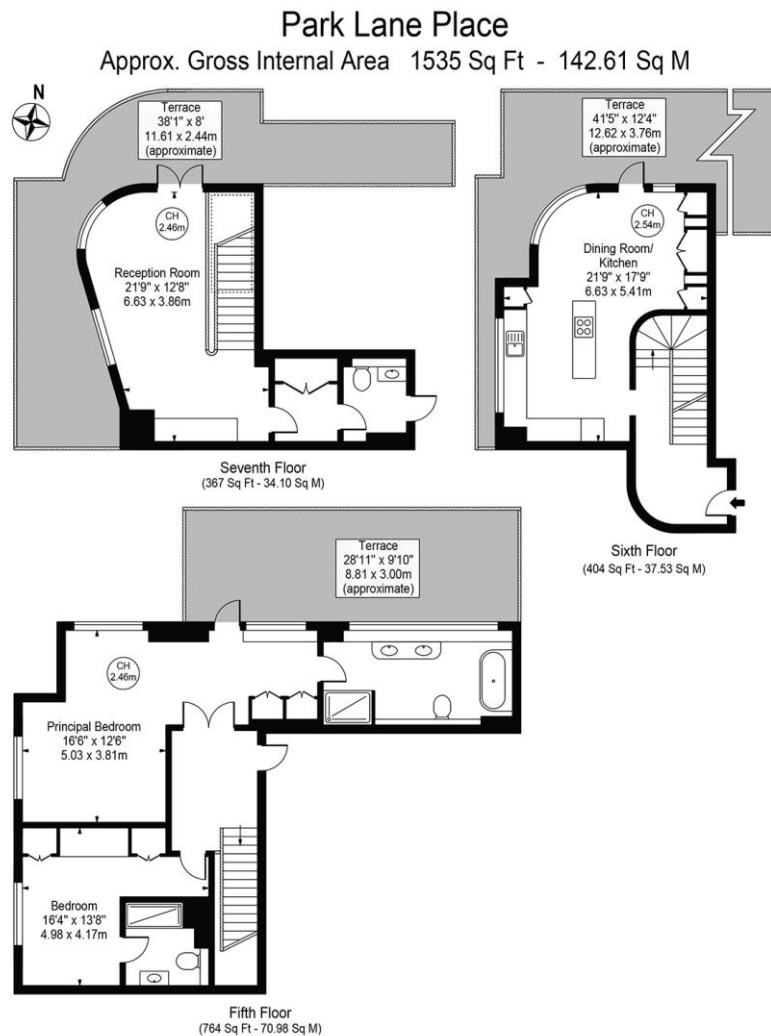 Park Lane Place
Approx. Gross Internal Area 1535 Sq Ft - 142.61 Sq M
N
Terrace
38'1" x 8'
11.61 x 2.44m
(approximate)
CH
2.46m
Reception Room
21'9" x 12'8"
6.63 x 3.86m
Seventh Floor
(367 Sq Ft - 34.10 Sq M)
Terrace
41'5" x 12'4"
12.62 x 3.76m
(approximate)
CH
2.54m
Dining Room/
Kitchen
21'9" x 17'9"
6.63 x 5.41m
Sixth Floor
(404 Sq Ft - 37.53 Sq M)
Terrace
28'11" x 9'10"
8.81 x 3.00m
(approximate)
CH
2.46m
Principal Bedroom
16'6" x 12'6"
5.03 x 3.81m
Bedroom
16'4" x 13'8"
4.98 x 4.17m
Fifth Floor
(764 Sq Ft - 70.98 Sq M)